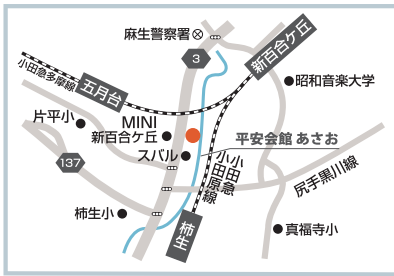 麻生警察署
3
新百合ヶ丘
小田急多摩線
五月台
昭和音楽大学
片平小
MINI
新百合ケ丘
スバル
平安会館 あさお
137
小田急
小田原線
尻手黒川線
柿生小
柿生
真福寺小